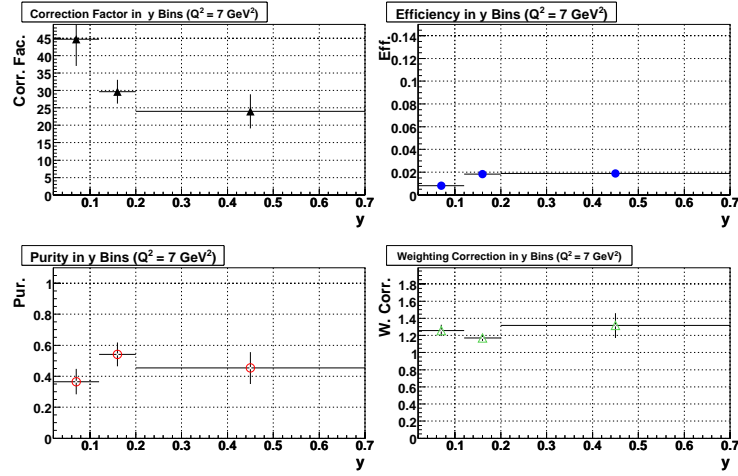 Correction Factor in y Bins (Q² = 7 GeV²)
Corr. Fac.
45
40
35
30
25
20
15
10
5
0
0.1 0.2 0.3 0.4 0.5 0.6 0.7
y
Efficiency in y Bins (Q² = 7 GeV²)
Eff.
0.14
0.12
0.1
0.08
0.06
0.04
0.02
0
0.1 0.2 0.3 0.4 0.5 0.6 0.7
y
Purity in y Bins (Q² = 7 GeV²)
Pur.
1
0.8
0.6
0.4
0.2
0
0.1 0.2 0.3 0.4 0.5 0.6 0.7
y
Weighting Correction in y Bins (Q² = 7 GeV²)
W. Corr.
1.8
1.6
1.4
1.2
1
0.8
0.6
0.4
0.2
0
0.1 0.2 0.3 0.4 0.5 0.6 0.7
y